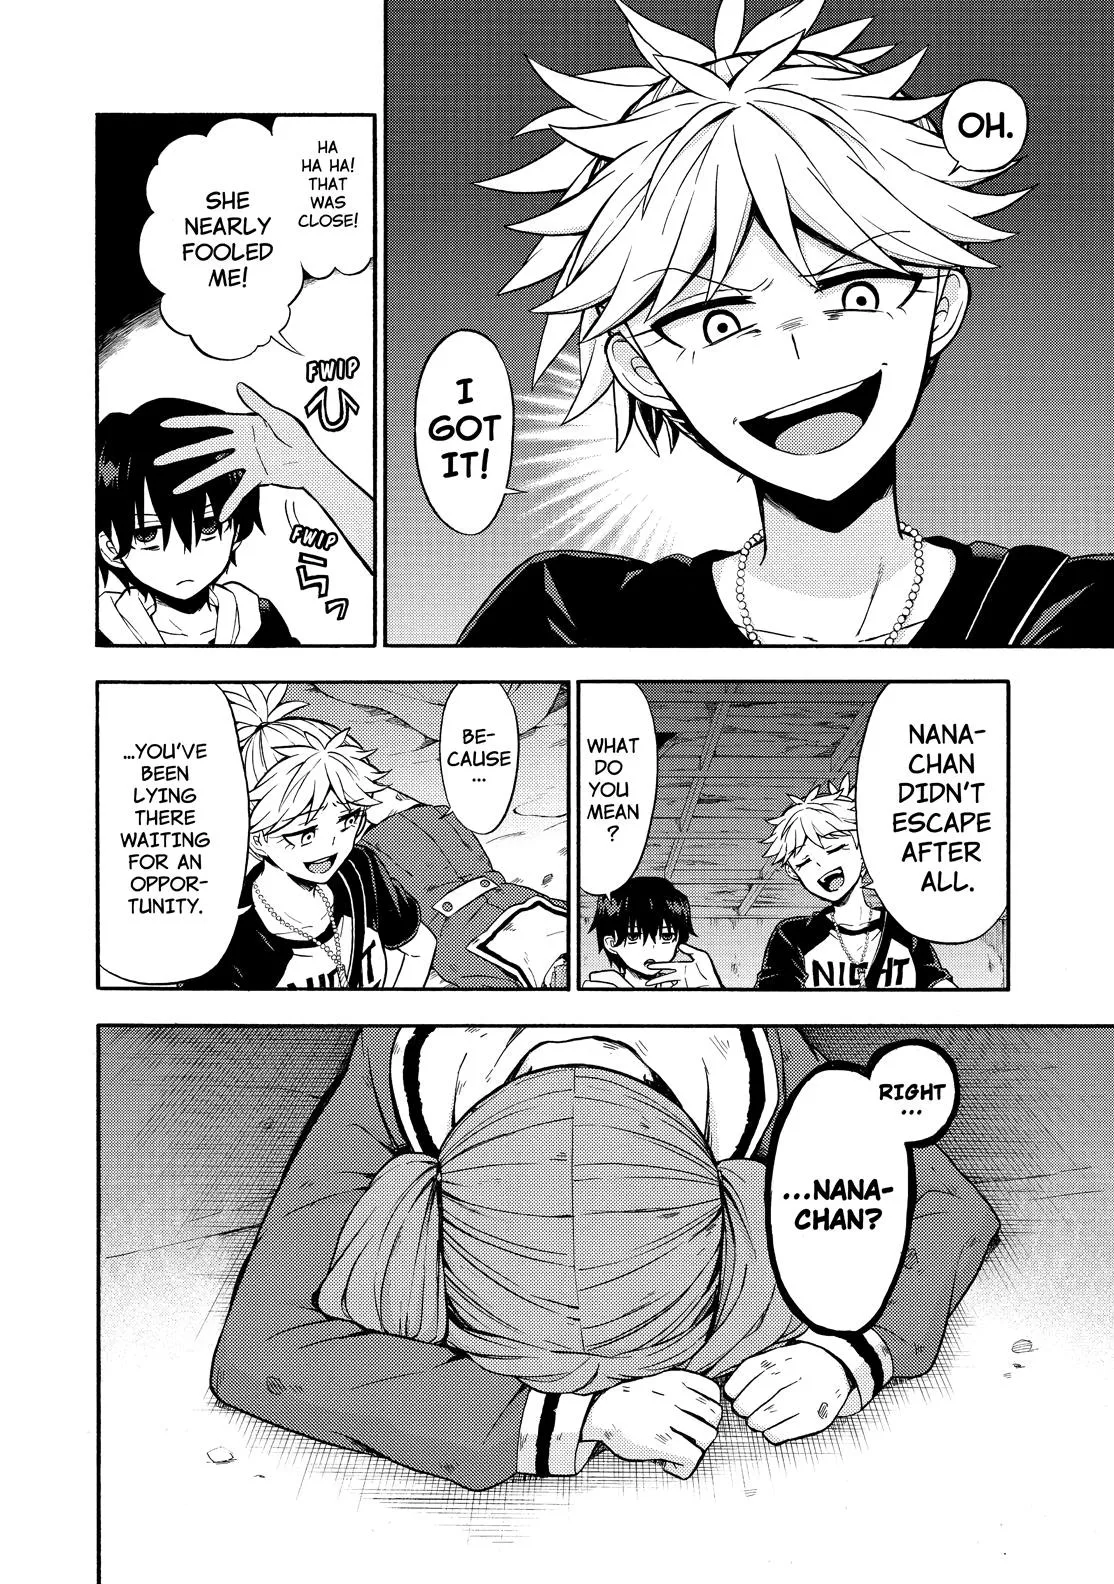 OH.
I
GOT
IT!
HA
HA HA!
THAT
WAS
CLOSE!
SHE
NEARLY
FOOLED
ME!
FWIP
FWIP
NANA-
CHAN
DIDN'T
ESCAPE
AFTER
ALL.
WHAT
DO
YOU
MEAN
?
NIGHT
BE-
CAUSE
...
...YOU'VE
BEEN
LYING
THERE
WAITING
FOR AN
OPPOR-
TUNITY.
NIGHT
RIGHT
...
...NANA-
CHAN?